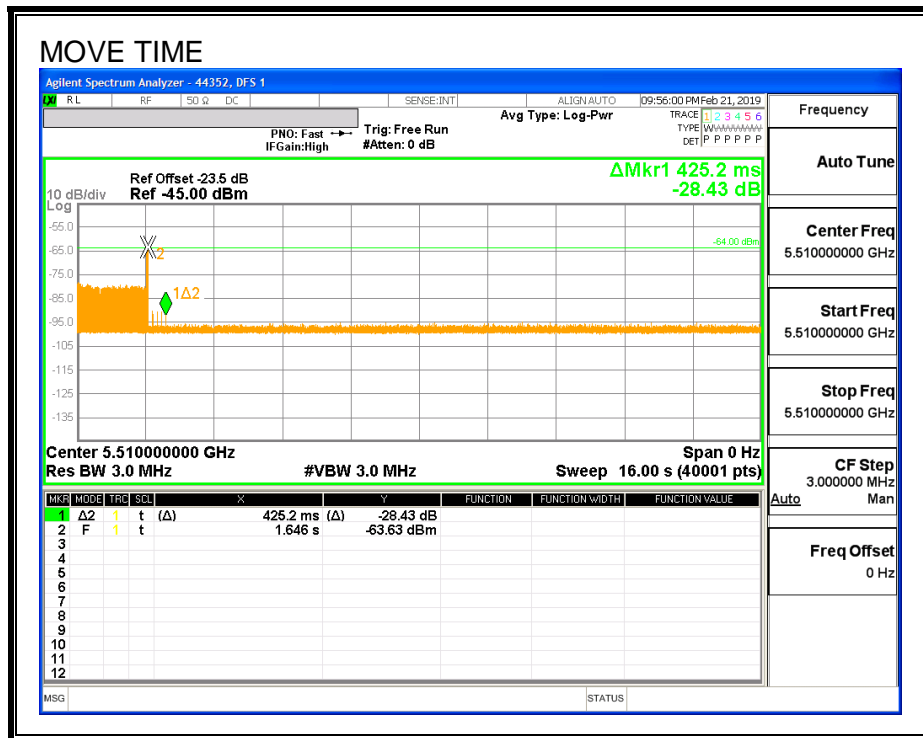 MOVE TIME
Agilent Spectrum Analyzer - 44352, DFS 1
LXI RL RF 50 Ω DC SENSE:INT ALIGN AUTO 09:56:00 PM Feb 21, 2019
PNO: Fast Trig: Free Run Avg Type: Log-Pwr TRACE 1 2 3 4 5 6
IFGain:High #Atten: 0 dB TYPE WWWWWW
DET P P P P P P
Frequency
Auto Tune
Center Freq
5.510000000 GHz
Start Freq
5.510000000 GHz
Stop Freq
5.510000000 GHz
CF Step
3.000000 MHz
Auto Man
Freq Offset
0 Hz
ΔMkr1 425.2 ms
-28.43 dB
Ref Offset -23.5 dB
10 dB/div Ref -45.00 dBm
Log
-55.0
-65.0
-75.0
-85.0
-95.0
-105
-115
-125
-135
-64.00 dBm
2
1Δ2
Center 5.510000000 GHz Span 0 Hz
Res BW 3.0 MHz #VBW 3.0 MHz Sweep 16.00 s (40001 pts)
MKR MODE TRC SCL X Y FUNCTION FUNCTION WIDTH FUNCTION VALUE
1 Δ2 1 t (Δ) 425.2 ms (Δ) -28.43 dB
2 F 1 t 1.646 s -63.63 dBm
3
4
5
6
7
8
9
10
11
12
MSG STATUS